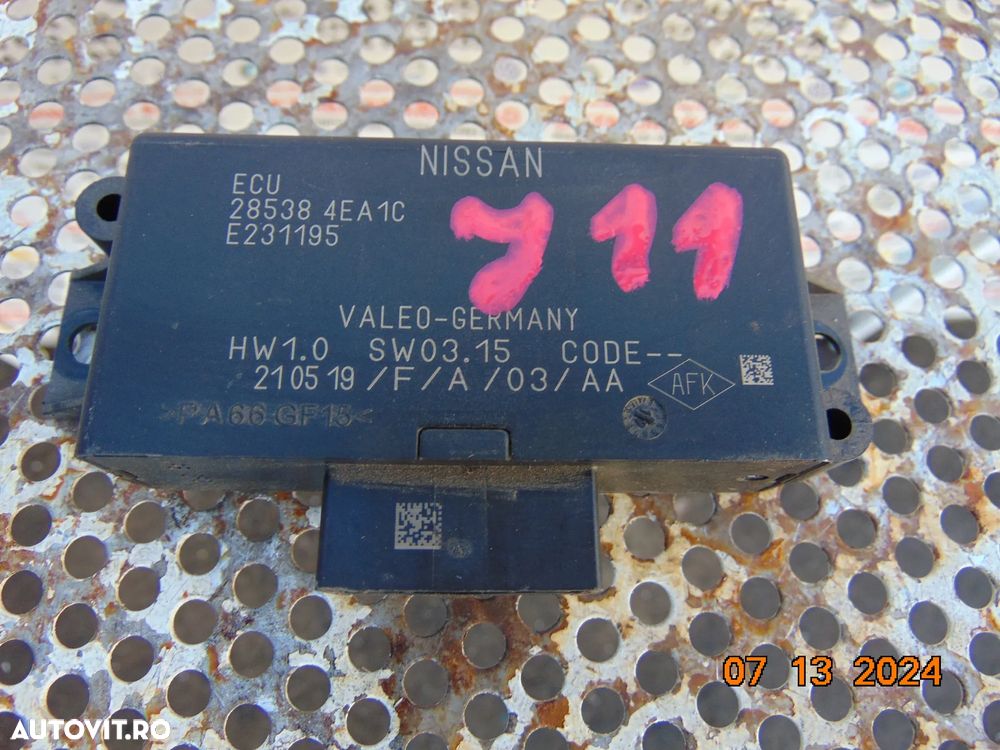 NISSAN
ECU
28538 4EA1C
E231195
J11
VALEO-GERMANY
HW1.0 SW03.15 CODE--
210519/F/A/03/AA
AFK
>PA66 GF15<
07 13 2024
AUTOVIT.RO